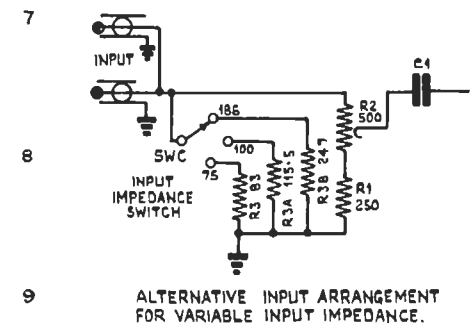 7
INPUT
C1
186
R2
500
100
SWC
8
75
R3 83
R3A 115·5
R3B 247
R1
250
INPUT
IMPEDANCE
SWITCH
9
ALTERNATIVE INPUT ARRANGEMENT
FOR VARIABLE INPUT IMPEDANCE.